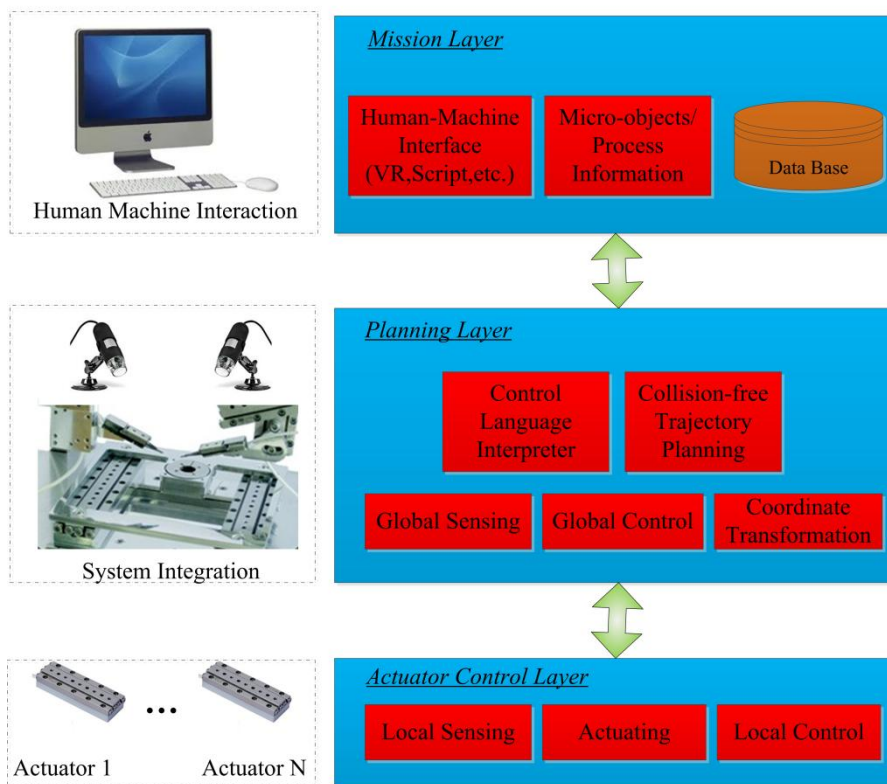 Mission Layer
Human-Machine
Interface
(VR,Script,etc.)
Micro-objects/
Process
Information
Data Base
Human Machine Interaction
Planning Layer
Control
Language
Interpreter
Collision-free
Trajectory
Planning
Global Sensing
Global Control
Coordinate
Transformation
System Integration
Actuator Control Layer
Local Sensing
Actuating
Local Control
...
Actuator 1
Actuator N